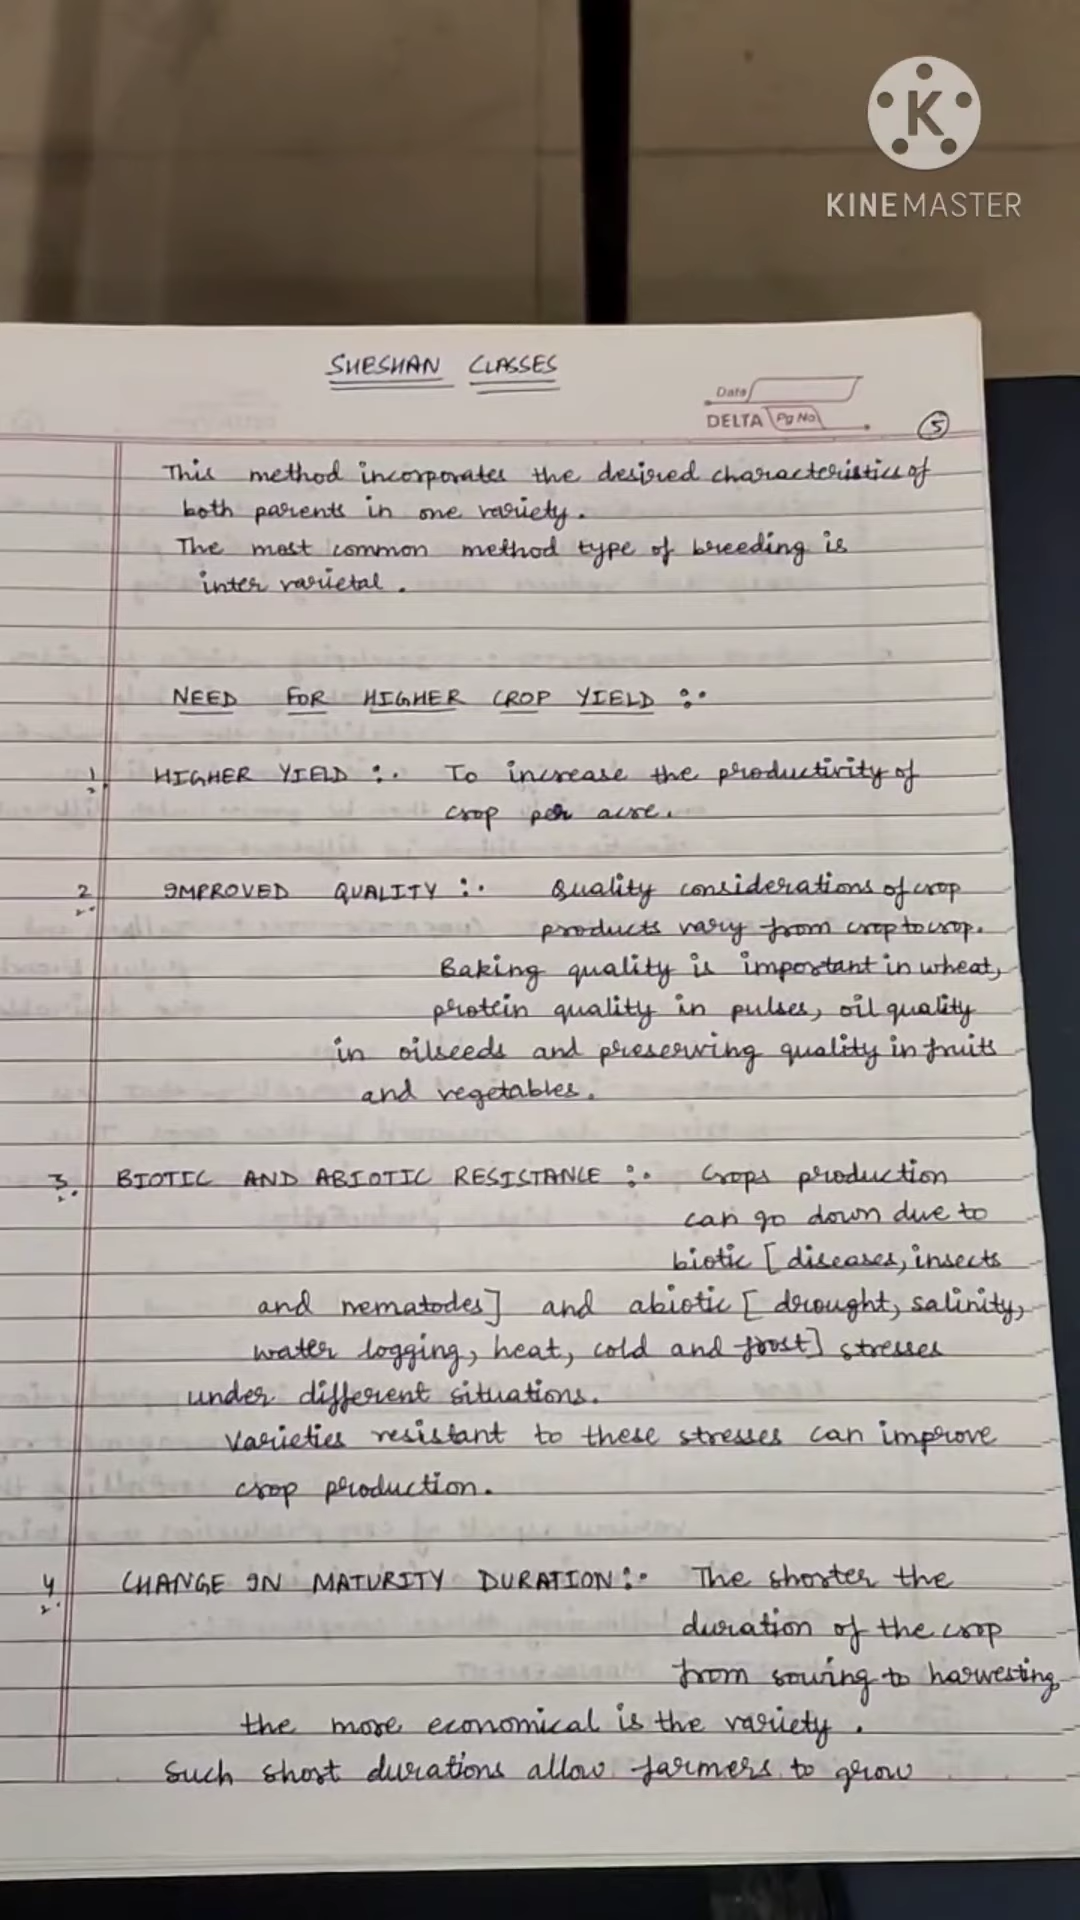 K
KINEMASTER
SHESHAN CLASSES
Date
DELTA Pg No
5
This method incorporates the desired characteristics of
both parents in one variety.
The most common method type of breeding is
inter varietal.
NEED FOR HIGHER CROP YIELD :-
1. HIGHER YIELD :- To increase the productivity of
crop per acre.
2. IMPROVED QUALITY :- Quality considerations of crop
products vary from crop to crop.
Baking quality is important in wheat,
protein quality in pulses, oil quality
in oilseeds and preserving quality in fruits
and vegetables.
3. BIOTIC AND ABIOTIC RESISTANCE :- Crops production
can go down due to
biotic [diseases, insects
and nematodes] and abiotic [drought, salinity,
water logging, heat, cold and frost] stresses
under different situations.
Varieties resistant to these stresses can improve
crop production.
4. CHANGE IN MATURITY DURATION :- The shorter the
duration of the crop
from sowing to harvesting,
the more economical is the variety.
Such short durations allow farmers to grow